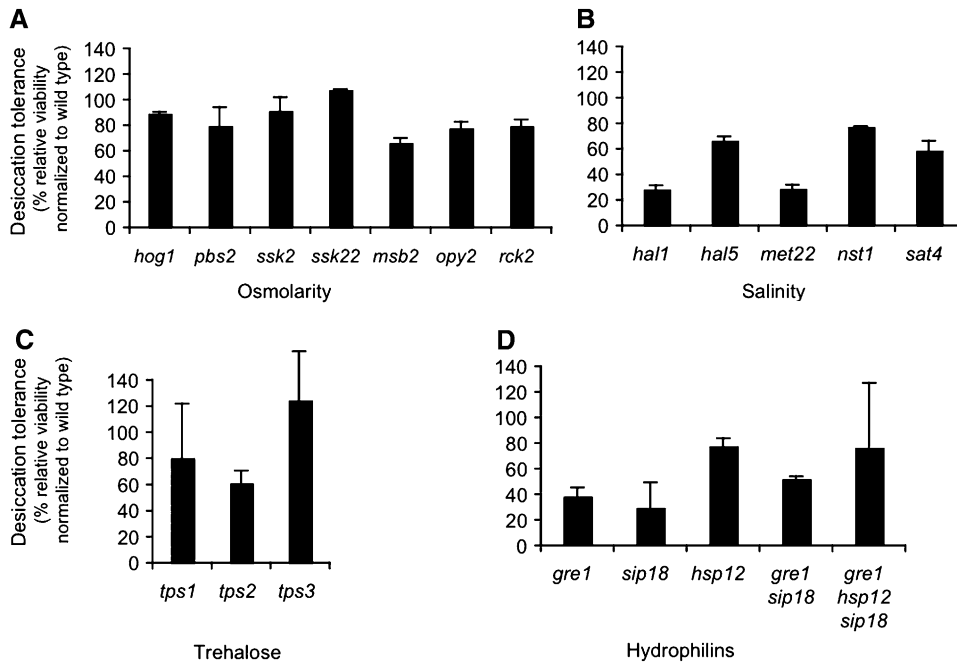 A
Desiccation tolerance
(% relative viability
normalized to wild type)
140
120
100
80
60
40
20
0
hog1 pbs2 ssk2 ssk22 msb2 opy2 rck2
Osmolarity
B
140
120
100
80
60
40
20
0
hal1 hal5 met22 nst1 sat4
Salinity
C
Desiccation tolerance
(% relative viability
normalized to wild type)
140
120
100
80
60
40
20
0
tps1 tps2 tps3
Trehalose
D
140
120
100
80
60
40
20
0
gre1 sip18 hsp12 gre1 gre1
sip18 hsp12
sip18
Hydrophilins